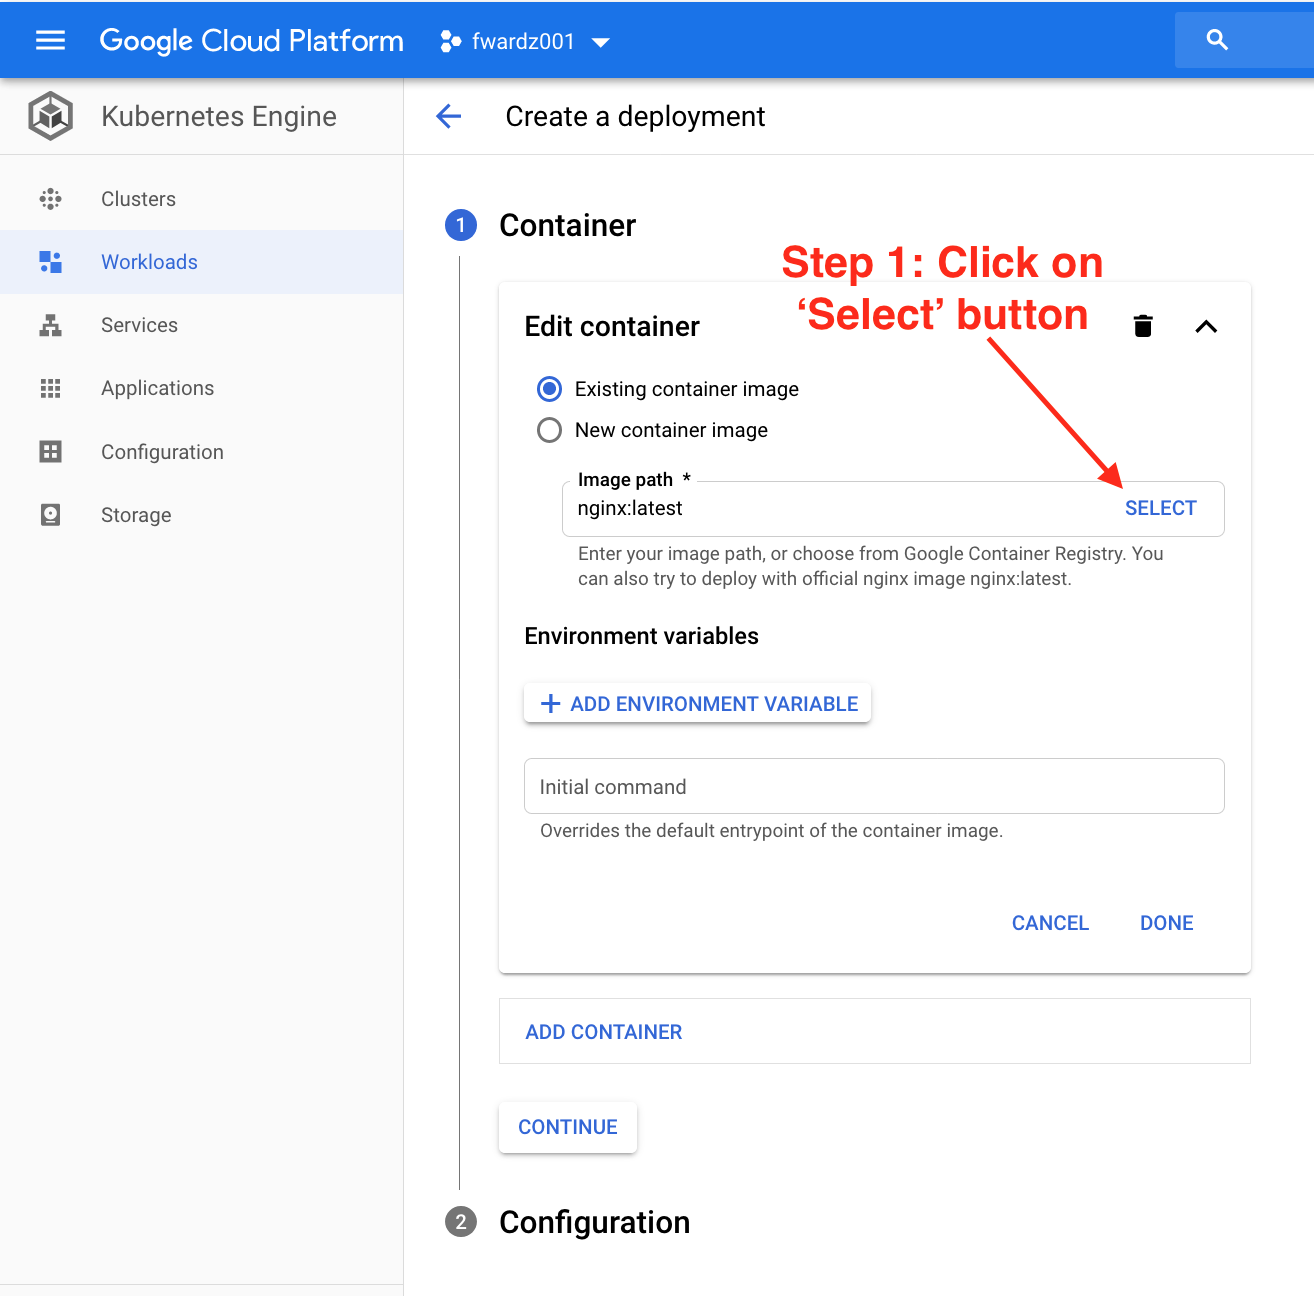 Google Cloud Platform
fwardz001
Kubernetes Engine
Create a deployment
Clusters
Workloads
Services
Applications
Configuration
Storage
1
Container
Step 1: Click on
‘Select’ button
Edit container
Existing container image
New container image
Image path *
nginx:latest
SELECT
Enter your image path, or choose from Google Container Registry. You
can also try to deploy with official nginx image nginx:latest.
Environment variables
ADD ENVIRONMENT VARIABLE
Initial command
Overrides the default entrypoint of the container image.
CANCEL
DONE
ADD CONTAINER
CONTINUE
2
Configuration